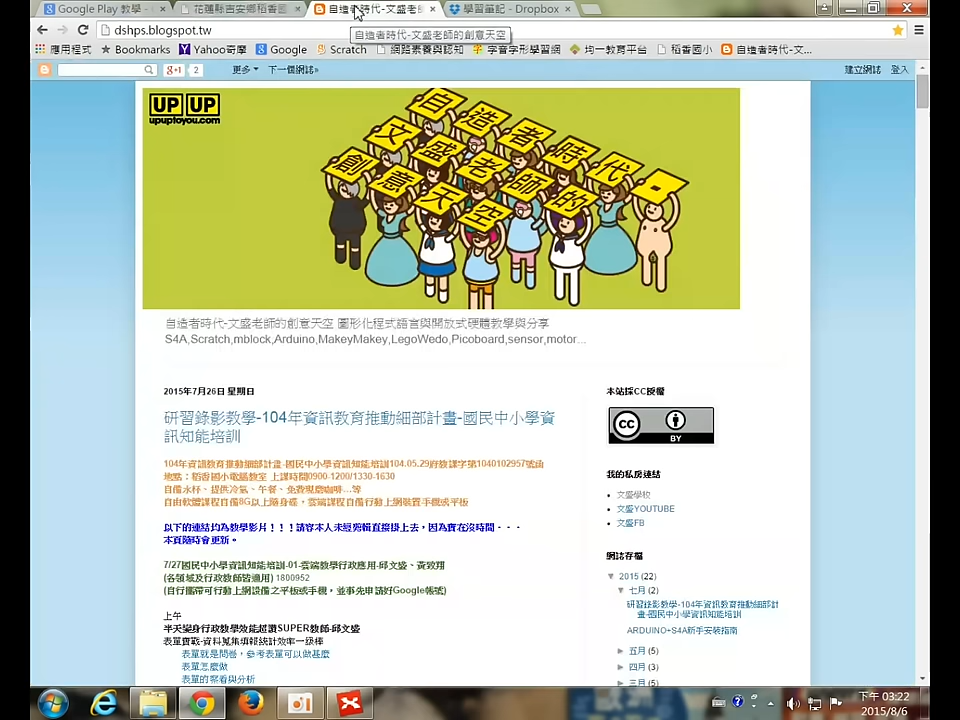 Google Play 教學 -
花蓮縣吉安鄉稻香國
自造者時代-文盛老師
學習筆記 - Dropbox
dshps.blogspot.tw
自造者時代-文盛老師的創意天空
應用程式 Bookmarks Yahoo奇摩 Google Scratch 網路素養與認知 字音字形學習網 均一教育平台 稻香國小 自造者時代-文...
g+1 2 更多 下一個網誌» 建立網誌 登入
UP UP
upuptoyou.com
自造者時代-
文盛老師的
創意天空
自造者時代-文盛老師的創意天空 圖形化程式語言與開放式硬體教學與分享
S4A,Scratch,mblock,Arduino,MakeyMakey,LegoWedo,Picoboard,sensor,motor...
2015年7月26日 星期日
研習錄影教學-104年資訊教育推動細部計畫-國民中小學資
訊知能培訓
104年資訊教育推動細部計畫-國民中小學資訊知能培訓104.05.29府教課字第1040102957號函
地點：稻香國小電腦教室 上課時間0900-1200/1330-1630
自備水杯、提供冷氣、午餐、免費現磨咖啡...等
自由軟體課程自備8G以上隨身碟，雲端課程自備行動上網裝置手機或平板
以下的連結均為教學影片！！！請容本人未經剪輯直接掛上去，因為實在沒時間．．．
本頁隨時會更新。
7/27國民中小學資訊知能培訓-01-雲端教學行政應用-邱文盛、黃致翔
(名領域及行政教師皆適用) 1800952
(自行攜帶可行動上網設備之平板或手機，並事先申請好Google帳號)
上午
半天變身行政教學效能超讚SUPER教師-邱文盛
表單實戰-資料蒐集填報統計效率一級棒
表單就是問卷，參考表單可以做甚麼
表單怎麼做
表單的察看與分析
本站採CC授權
CC BY
我的私房連結
文盛學校
文盛YOUTUBE
文盛FB
網誌存檔
▼ 2015 (22)
▼ 七月 (2)
研習錄影教學-104年資訊教育推動細部計
畫-國民中小學資訊知能培訓
ARDUINO+S4A新手安裝指南
► 五月 (5)
► 四月 (3)
► 三月 (5)
下午 03:22
2015/8/6